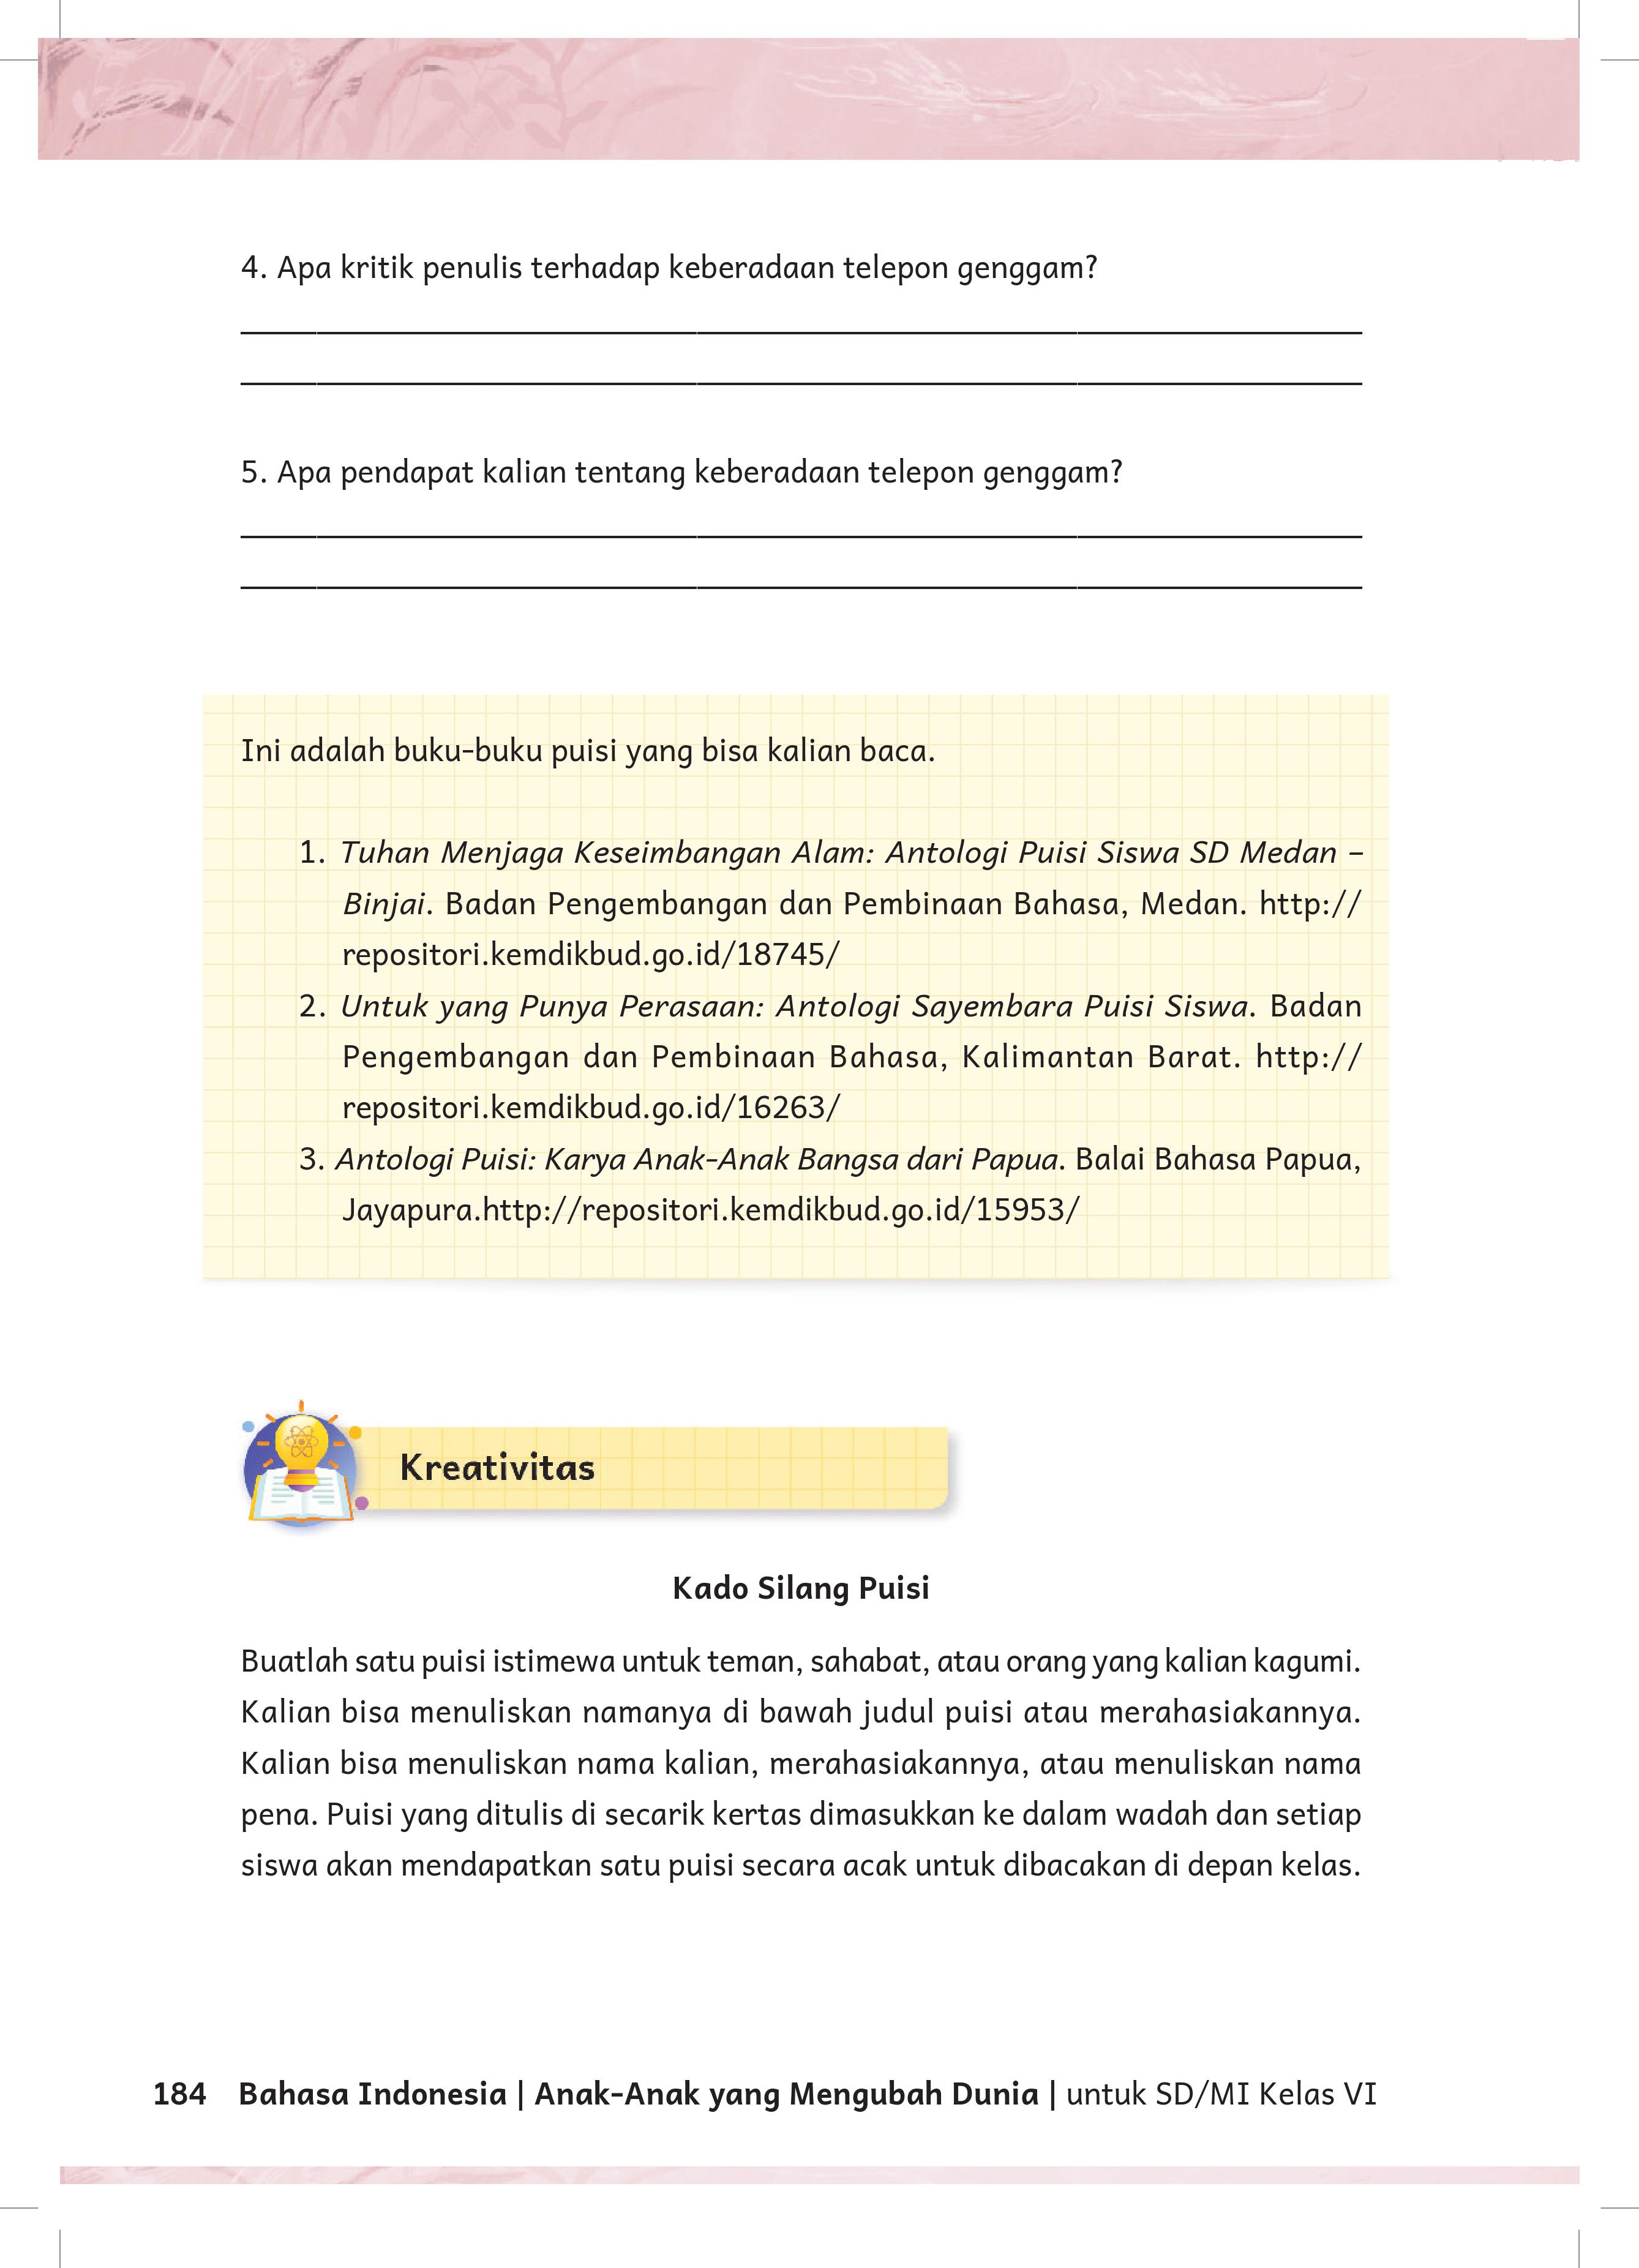 4. Apa kritik penulis terhadap keberadaan telepon genggam?
5. Apa pendapat kalian tentang keberadaan telepon genggam?
Ini adalah buku-buku puisi yang bisa kalian baca.
1. Tuhan Menjaga Keseimbangan Alam: Antologi Puisi Siswa SD Medan –
Binjai. Badan Pengembangan dan Pembinaan Bahasa, Medan. http://
repositori.kemdikbud.go.id/18745/
2. Untuk yang Punya Perasaan: Antologi Sayembara Puisi Siswa. Badan
Pengembangan dan Pembinaan Bahasa, Kalimantan Barat. http://
repositori.kemdikbud.go.id/16263/
3. Antologi Puisi: Karya Anak-Anak Bangsa dari Papua. Balai Bahasa Papua,
Jayapura.http://repositori.kemdikbud.go.id/15953/
Kreativitas
Kado Silang Puisi
Buatlah satu puisi istimewa untuk teman, sahabat, atau orang yang kalian kagumi.
Kalian bisa menuliskan namanya di bawah judul puisi atau merahasiakannya.
Kalian bisa menuliskan nama kalian, merahasiakannya, atau menuliskan nama
pena. Puisi yang ditulis di secarik kertas dimasukkan ke dalam wadah dan setiap
siswa akan mendapatkan satu puisi secara acak untuk dibacakan di depan kelas.
184 Bahasa Indonesia | Anak-Anak yang Mengubah Dunia | untuk SD/MI Kelas VI